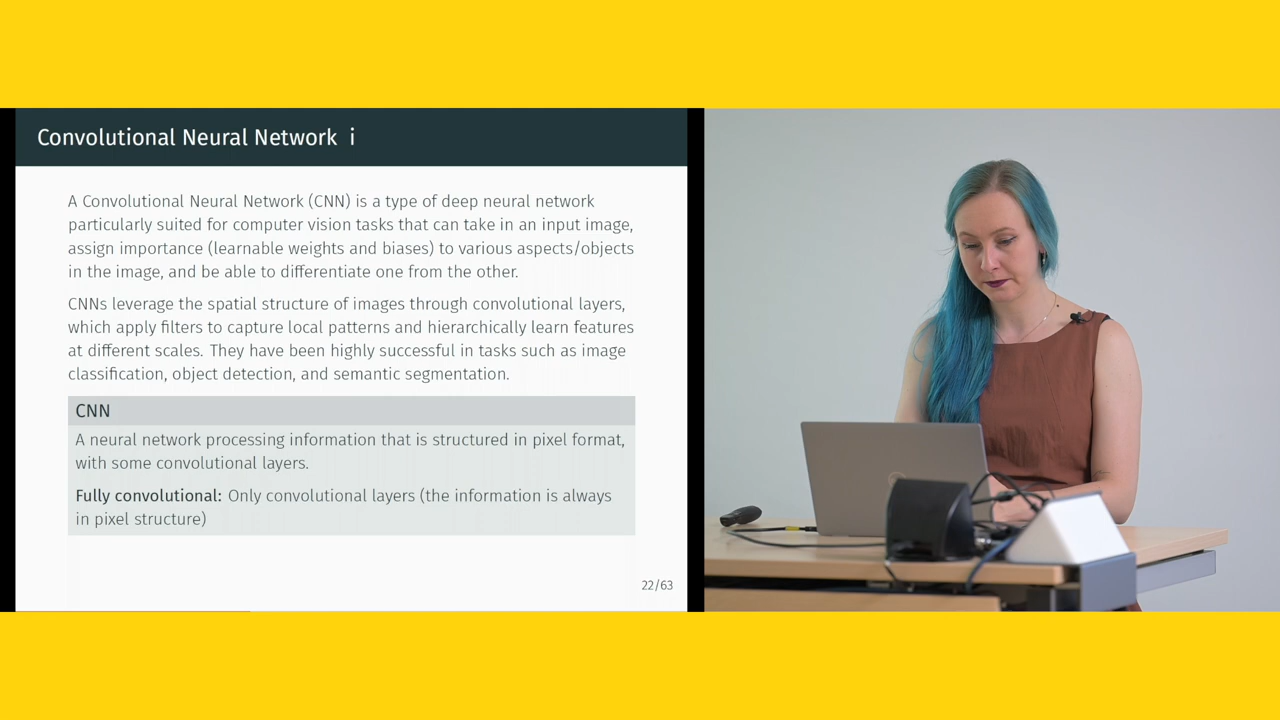 Convolutional Neural Network i
A Convolutional Neural Network (CNN) is a type of deep neural network
particularly suited for computer vision tasks that can take in an input image,
assign importance (learnable weights and biases) to various aspects/objects
in the image, and be able to differentiate one from the other.
CNNs leverage the spatial structure of images through convolutional layers,
which apply filters to capture local patterns and hierarchically learn features
at different scales. They have been highly successful in tasks such as image
classification, object detection, and semantic segmentation.
CNN
A neural network processing information that is structured in pixel format,
with some convolutional layers.
Fully convolutional: Only convolutional layers (the information is always
in pixel structure)
22/63